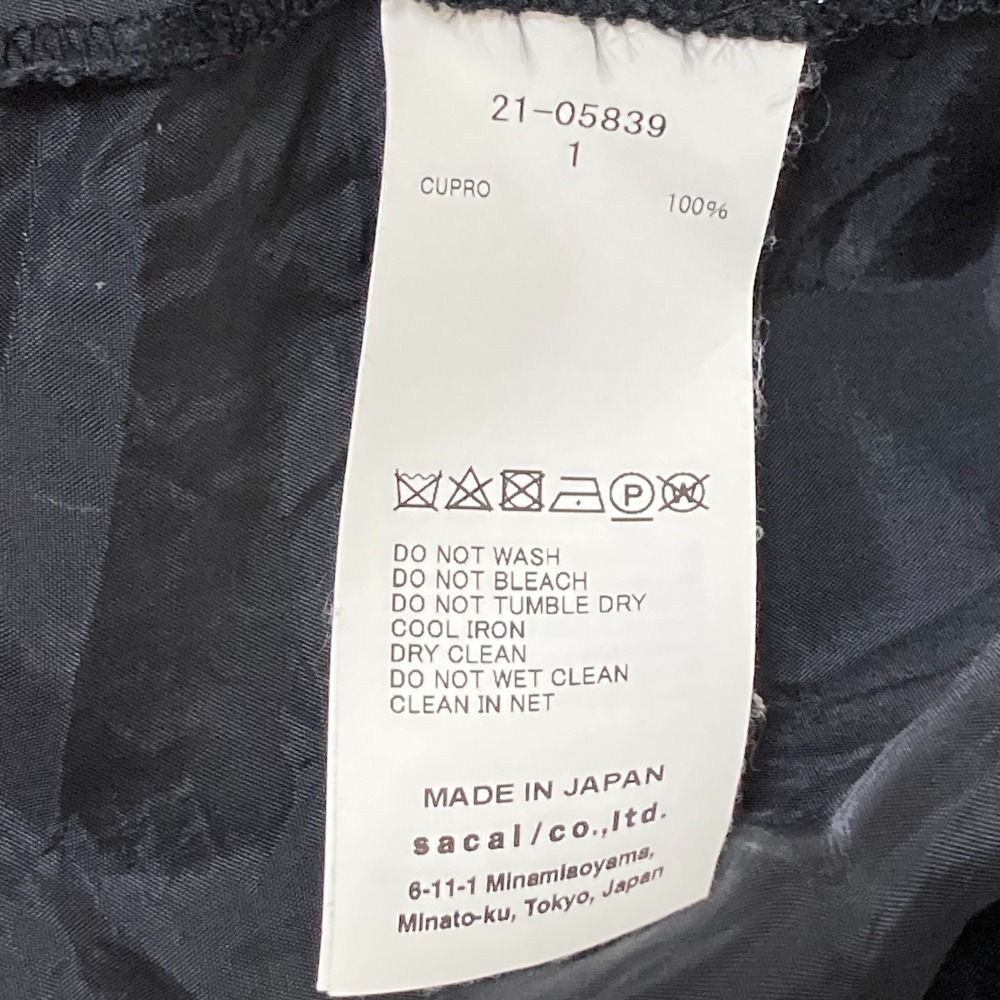 21-05839
1
CUPRO 100%
P W
DO NOT WASH
DO NOT BLEACH
DO NOT TUMBLE DRY
COOL IRON
DRY CLEAN
DO NOT WET CLEAN
CLEAN IN NET
MADE IN JAPAN
sacai/co.,ltd.
6-11-1 Minamiaoyama,
Minato-ku, Tokyo, Japan